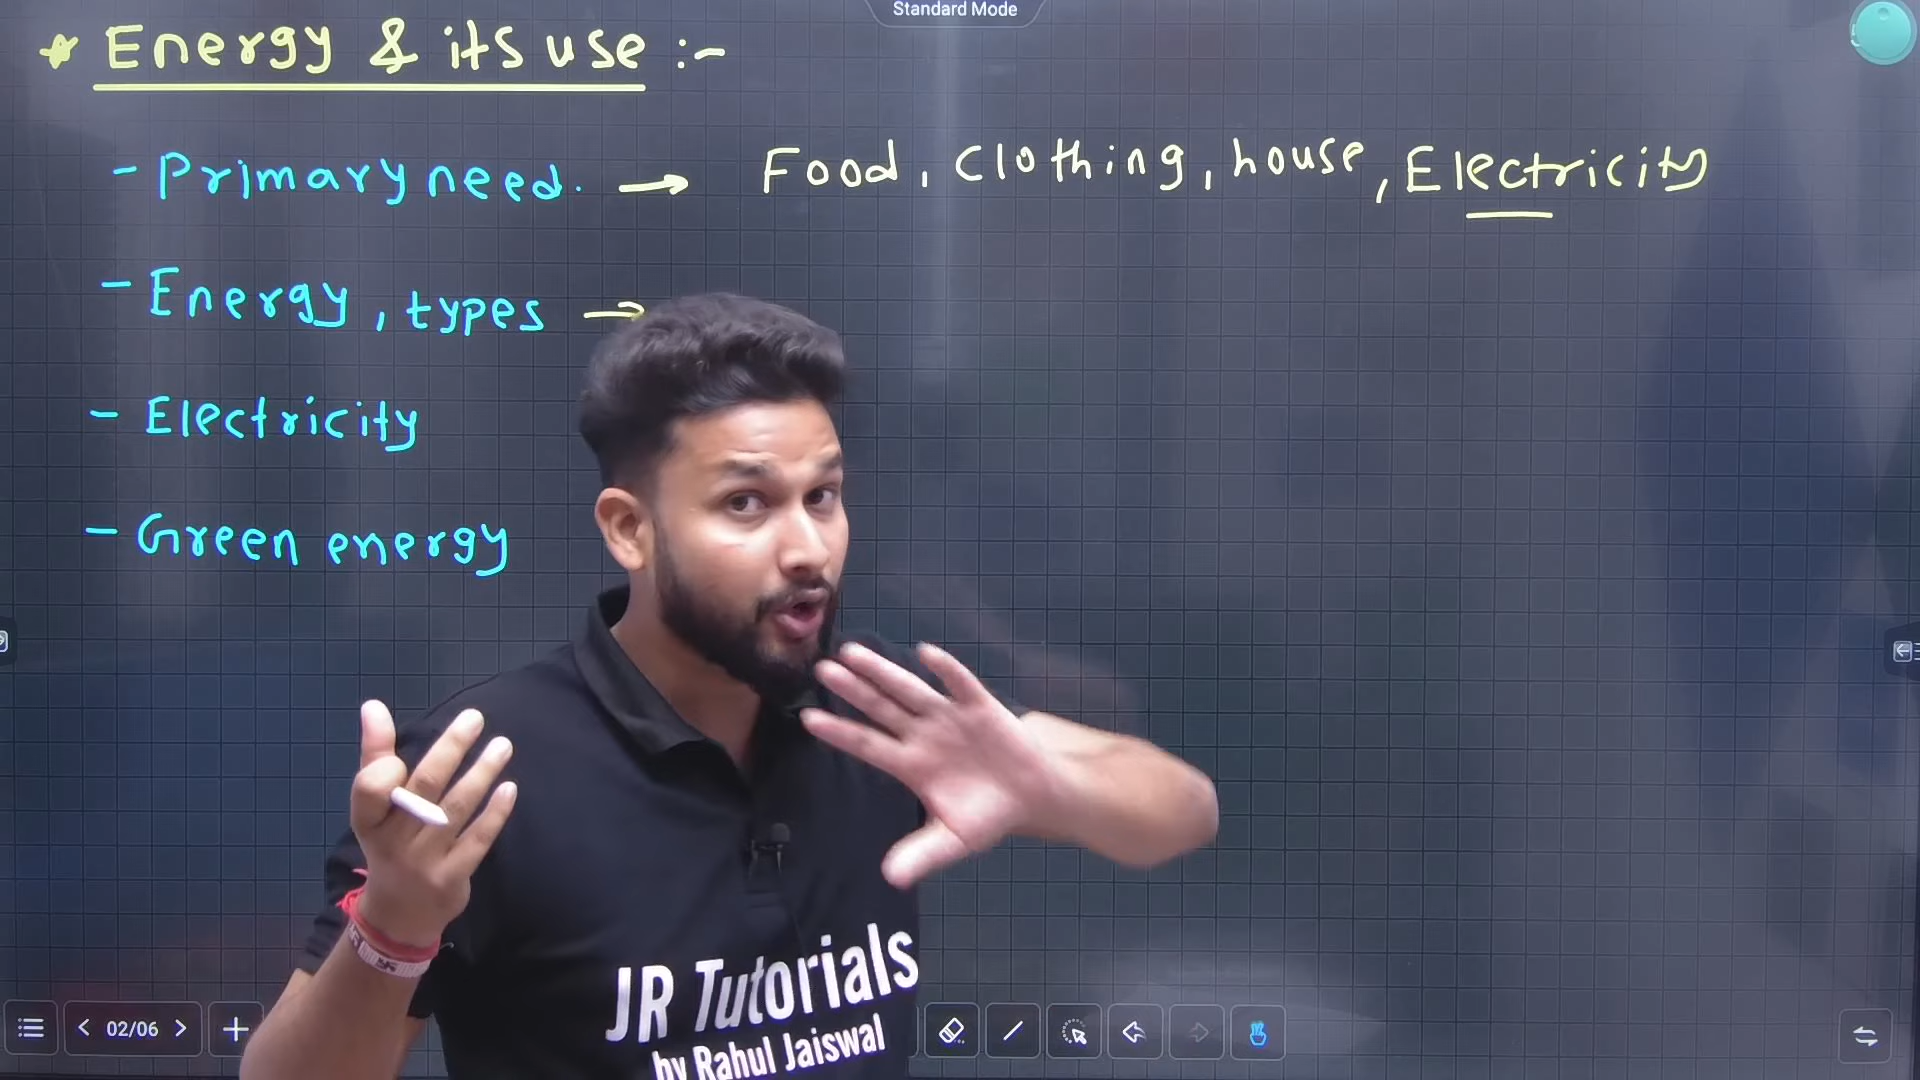 Standard Mode
* Energy & its use :-
- Primary need. → Food, Clothing, house, Electricity
- Energy, types →
- Electricity
- Green energy
JR Tutorials
by Rahul Jaiswal
02/06